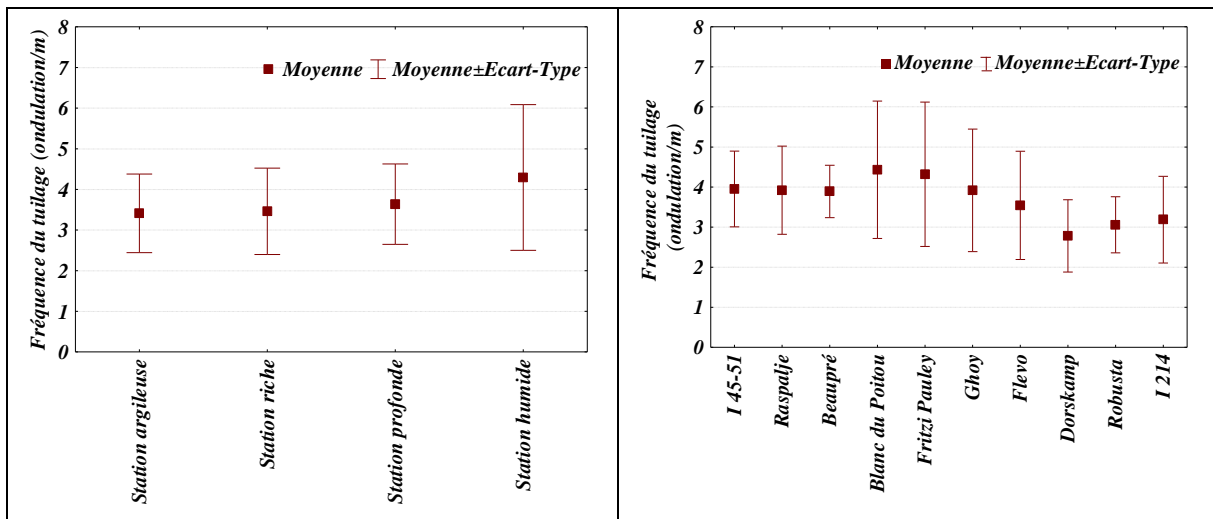 8
7
6
5
4
3
2
1
0
Fréquence du tuilage (ondulation/m)
Moyenne Moyenne±Ecart-Type
Station argileuse
Station riche
Station profonde
Station humide
8
7
6
5
4
3
2
1
0
Fréquence du tuilage
(ondulation/m)
Moyenne Moyenne±Ecart-Type
I 45-51
Raspalje
Beaupré
Blanc du Poitou
Fritzi Pauley
Ghoy
Flevo
Dorskamp
Robusta
I 214